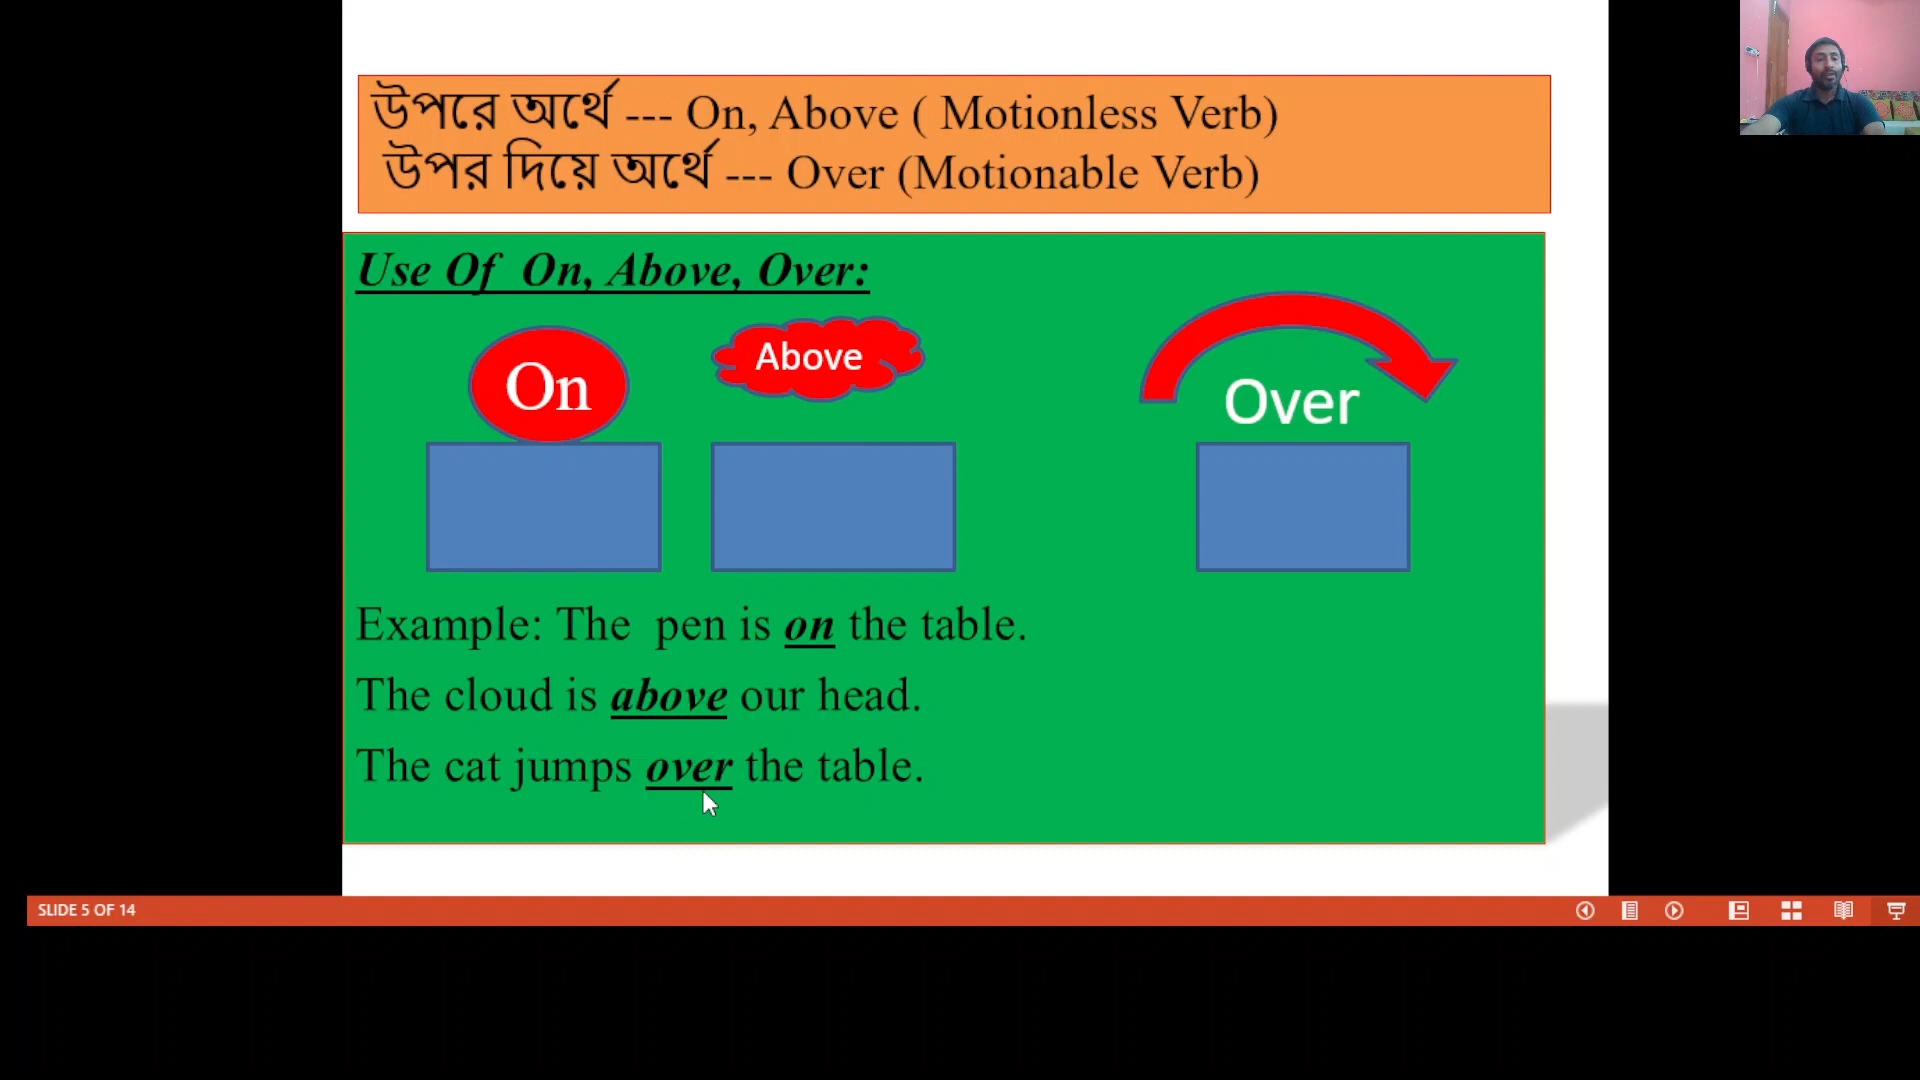 উপরে অর্থে --- On, Above ( Motionless Verb)
উপর দিয়ে অর্থে --- Over (Motionable Verb)
Use Of On, Above, Over:
On
Above
Over
Example: The pen is on the table.
The cloud is above our head.
The cat jumps over the table.
SLIDE 5 OF 14